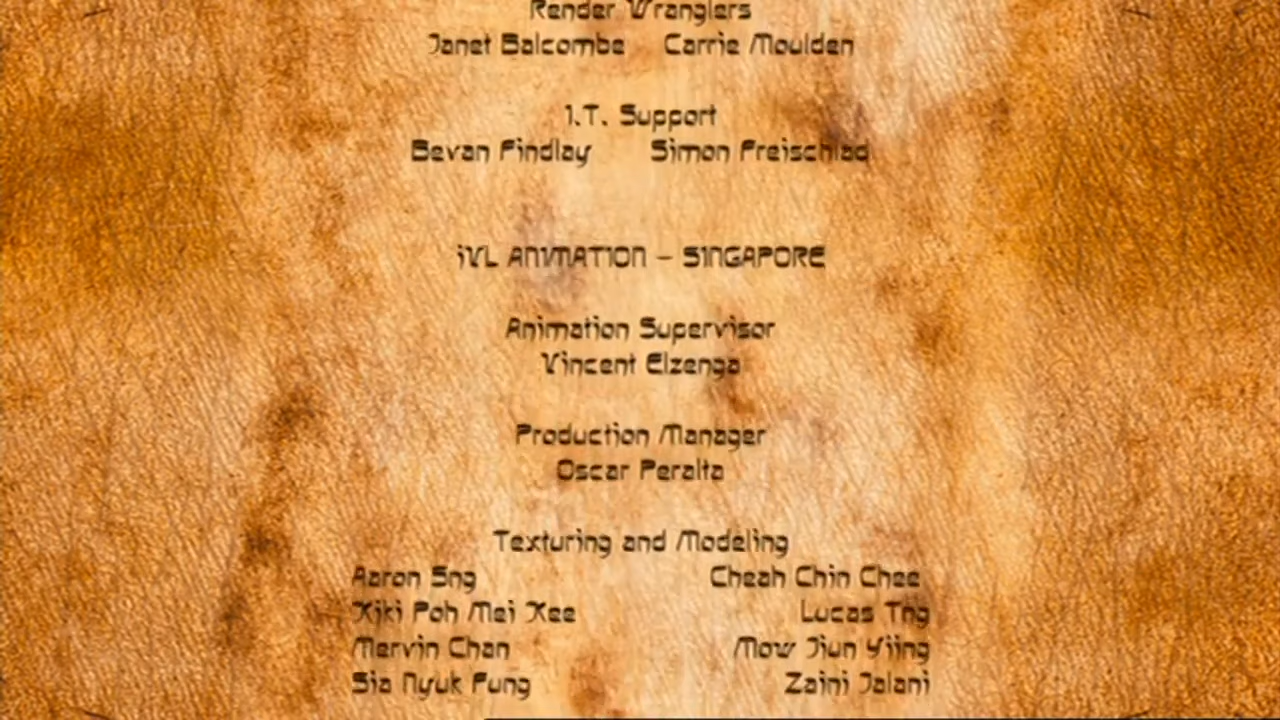 Render Wranglers
Janet Balcombe Carrie Moulden
I.T. Support
Bevan Findlay Simon Freischlad
iVL ANIMATION – SINGAPORE
Animation Supervisor
Vincent Elzenga
Production Manager
Oscar Peralta
Texturing and Modeling
Aaron Sng Cheah Chin Chee
Kiki Poh Mei Kee Lucas Tng
Mervin Chan Mow Jiun Yiing
Sia Nyuk Fung Zaini Jalani